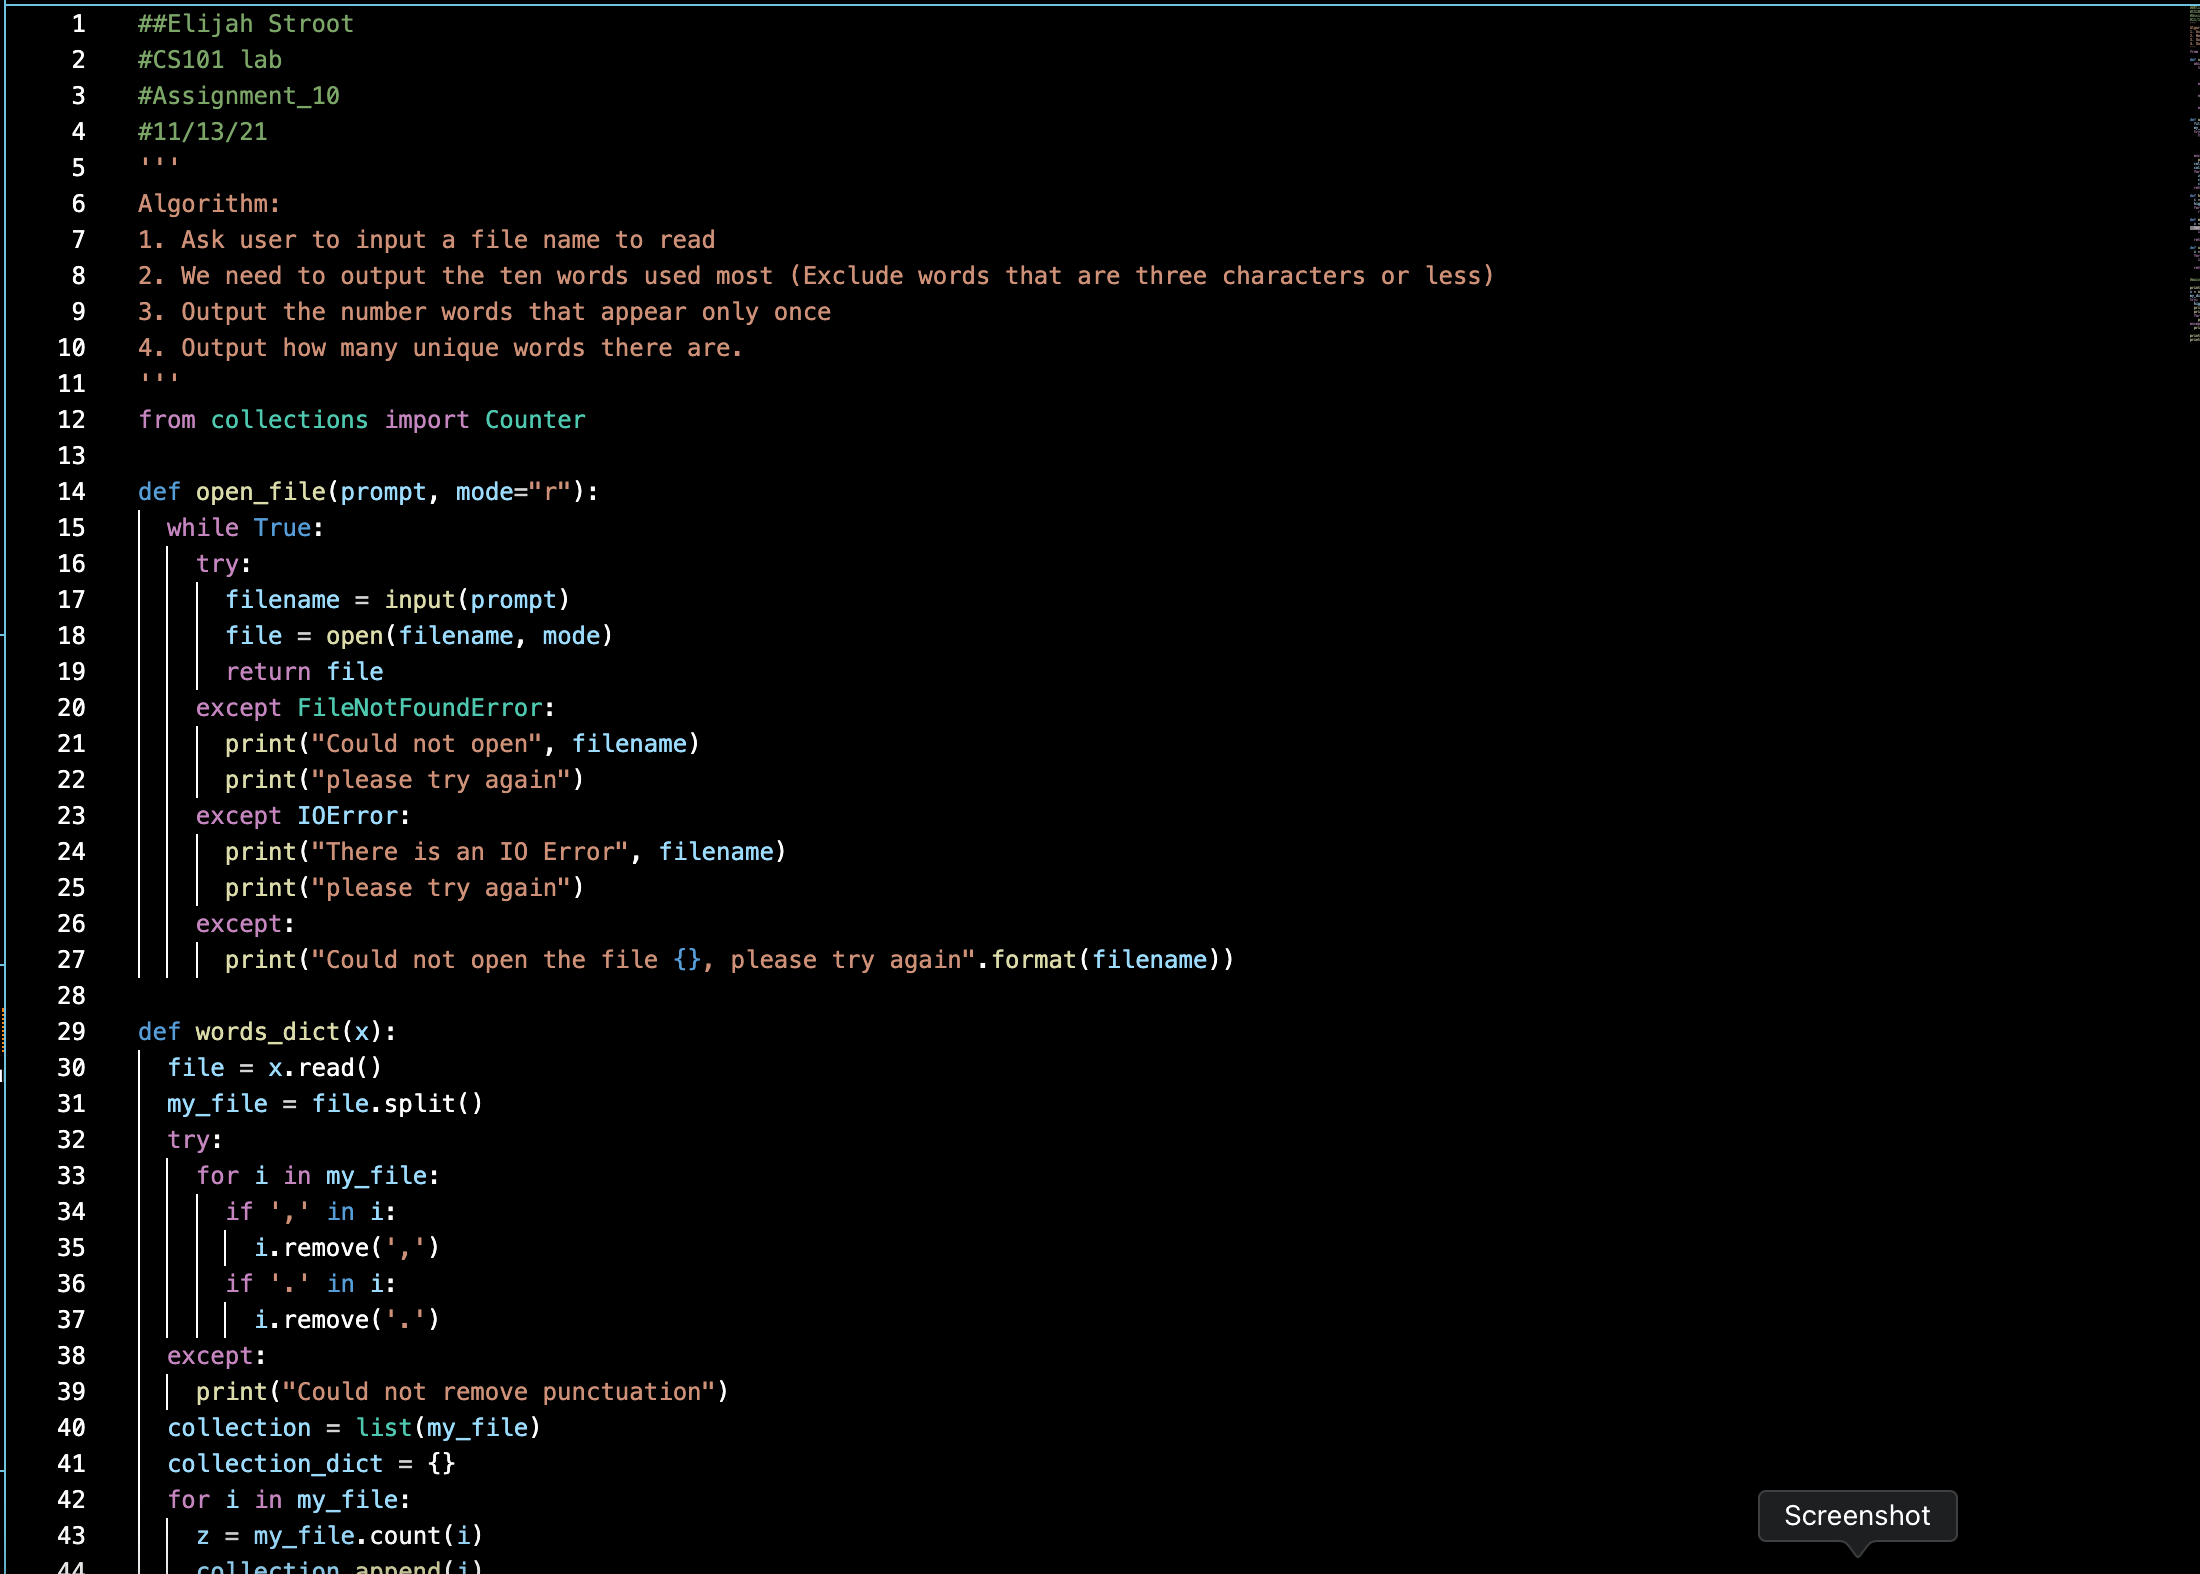 1 ##Elijah Stroot
2 #CS101 lab
3 #Assignment_10
4 #11/13/21
5 '''
6 Algorithm:
7 1. Ask user to input a file name to read
8 2. We need to output the ten words used most (Exclude words that are three characters or less)
9 3. Output the number words that appear only once
10 4. Output how many unique words there are.
11 '''
12 from collections import Counter
13
14 def open_file(prompt, mode="r"):
15   while True:
16     try:
17       filename = input(prompt)
18       file = open(filename, mode)
19       return file
20     except FileNotFoundError:
21       print("Could not open", filename)
22       print("please try again")
23     except IOError:
24       print("There is an IO Error", filename)
25       print("please try again")
26     except:
27       print("Could not open the file {}, please try again".format(filename))
28
29 def words_dict(x):
30   file = x.read()
31   my_file = file.split()
32   try:
33     for i in my_file:
34       if ',' in i:
35         i.remove(',')
36       if '.' in i:
37         i.remove('.')
38   except:
39     print("Could not remove punctuation")
40   collection = list(my_file)
41   collection_dict = {}
42   for i in my_file:
43     z = my_file.count(i)
44     collection.append(i)
Screenshot